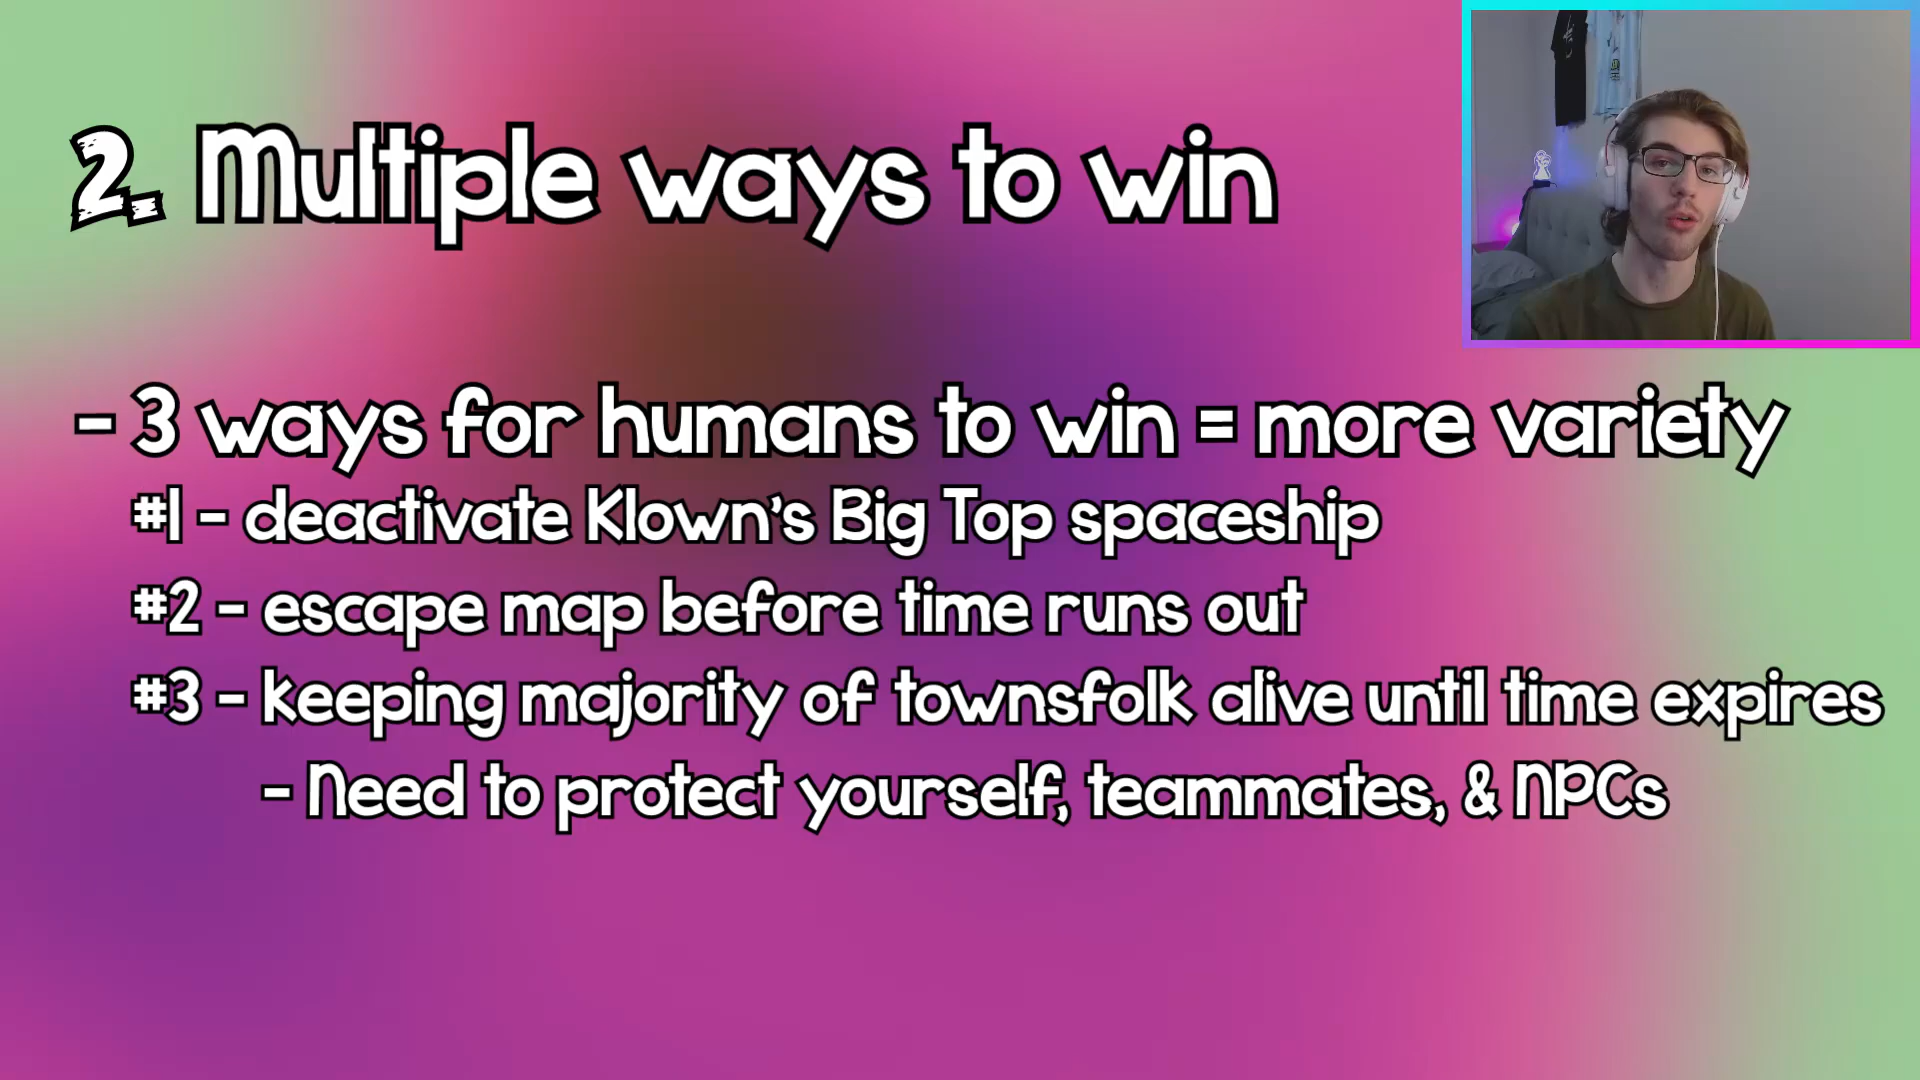 2. Multiple ways to win
- 3 ways for humans to win = more variety
#1 - deactivate Klown's Big Top spaceship
#2 - escape map before time runs out
#3 - keeping majority of townsfolk alive until time expires
- Need to protect yourself, teammates, & NPCs